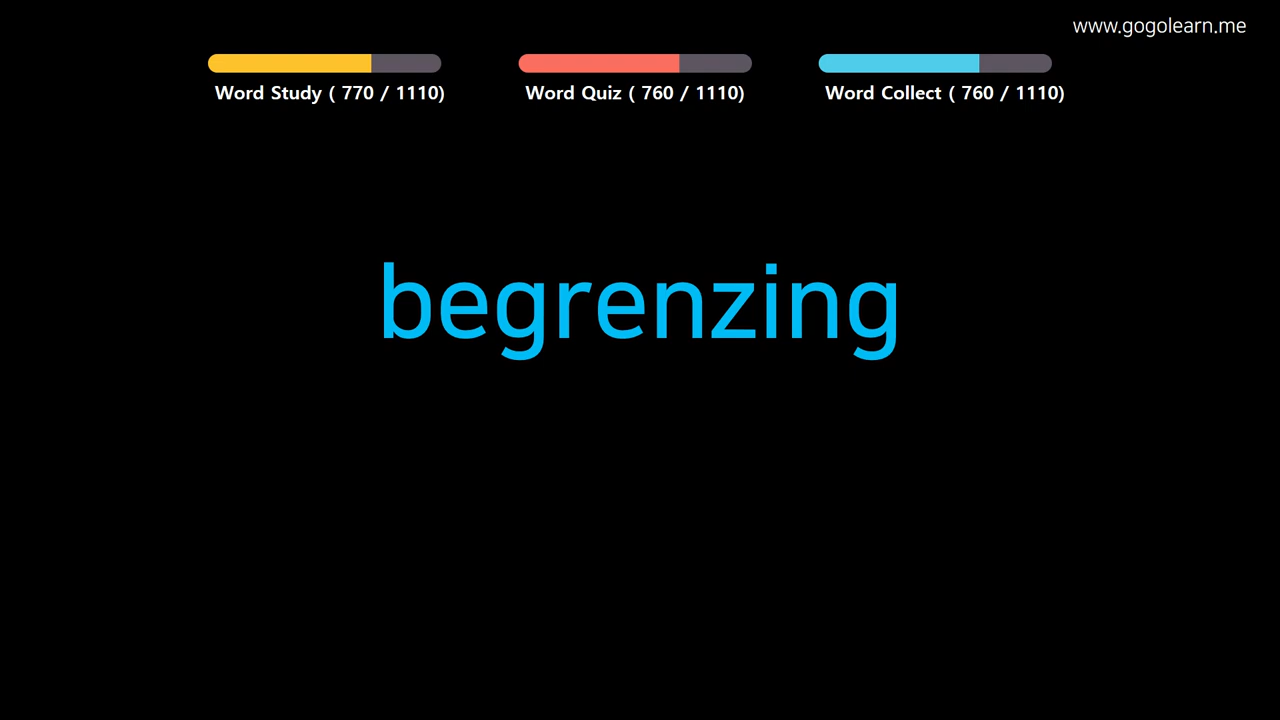 www.gogolearn.me
Word Study ( 770 / 1110)
Word Quiz ( 760 / 1110)
Word Collect ( 760 / 1110)
begrenzing